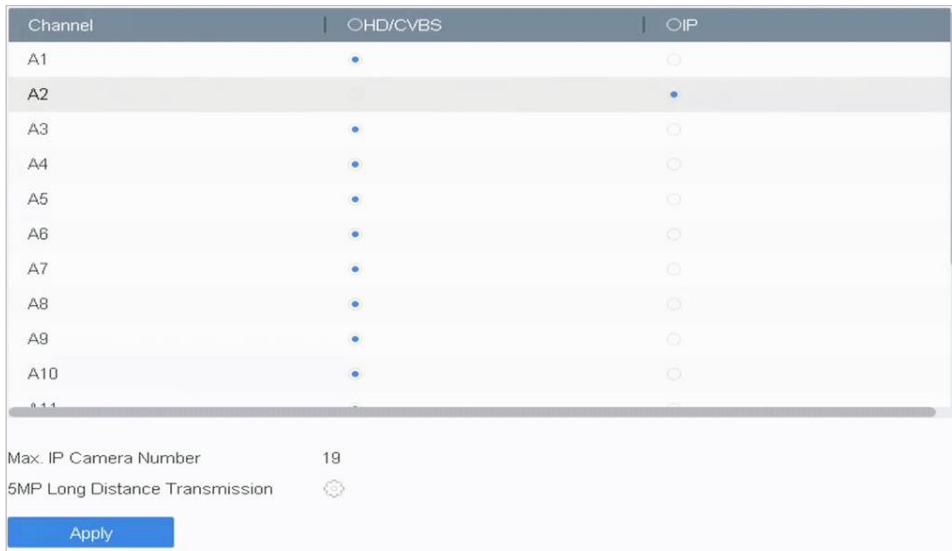 Channel HD/CVBS IP
A1
A2
A3
A4
A5
A6
A7
A8
A9
A10
Max. IP Camera Number 19
5MP Long Distance Transmission
Apply